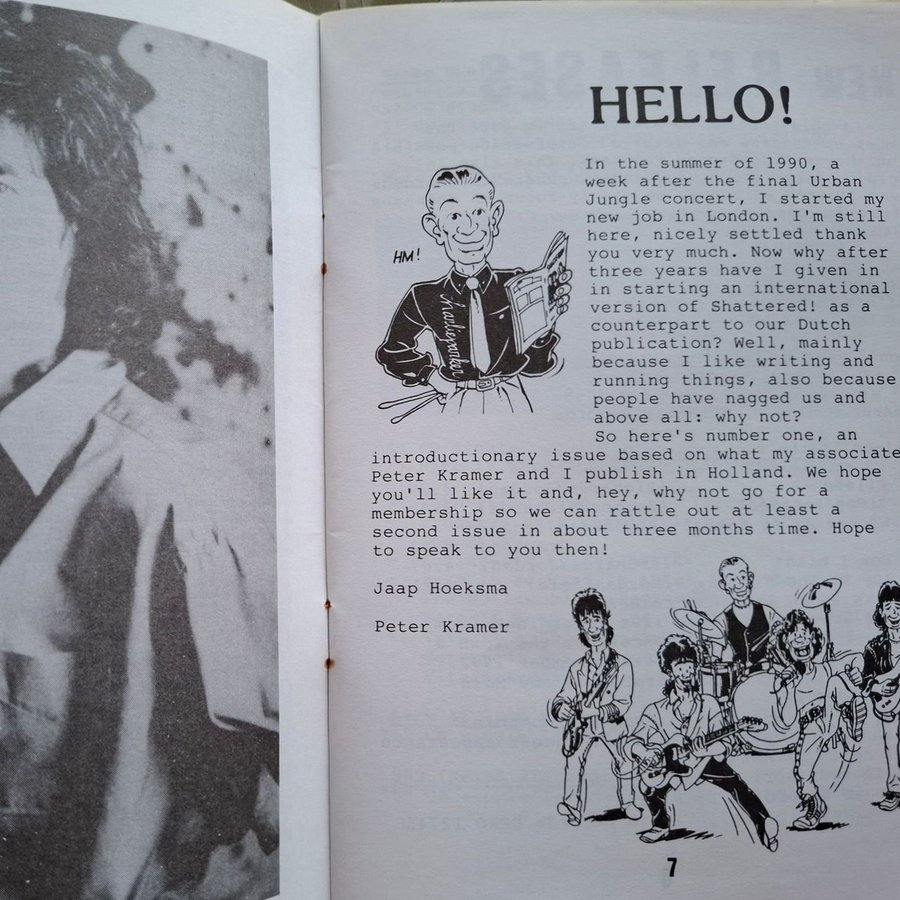 HELLO!
In the summer of 1990, a
week after the final Urban
Jungle concert, I started my
new job in London. I'm still
here, nicely settled thank
you very much. Now why after
three years have I given in
in starting an international
version of Shattered! as a
counterpart to our Dutch
publication? Well, mainly
because I like writing and
running things, also because
people have nagged us and
above all: why not?
So here's number one, an
introductionary issue based on what my associate
Peter Kramer and I publish in Holland. We hope
you'll like it and, hey, why not go for a
membership so we can rattle out at least a
second issue in about three months time. Hope
to speak to you then!
Jaap Hoeksma
Peter Kramer
HM!
charlieparker
7